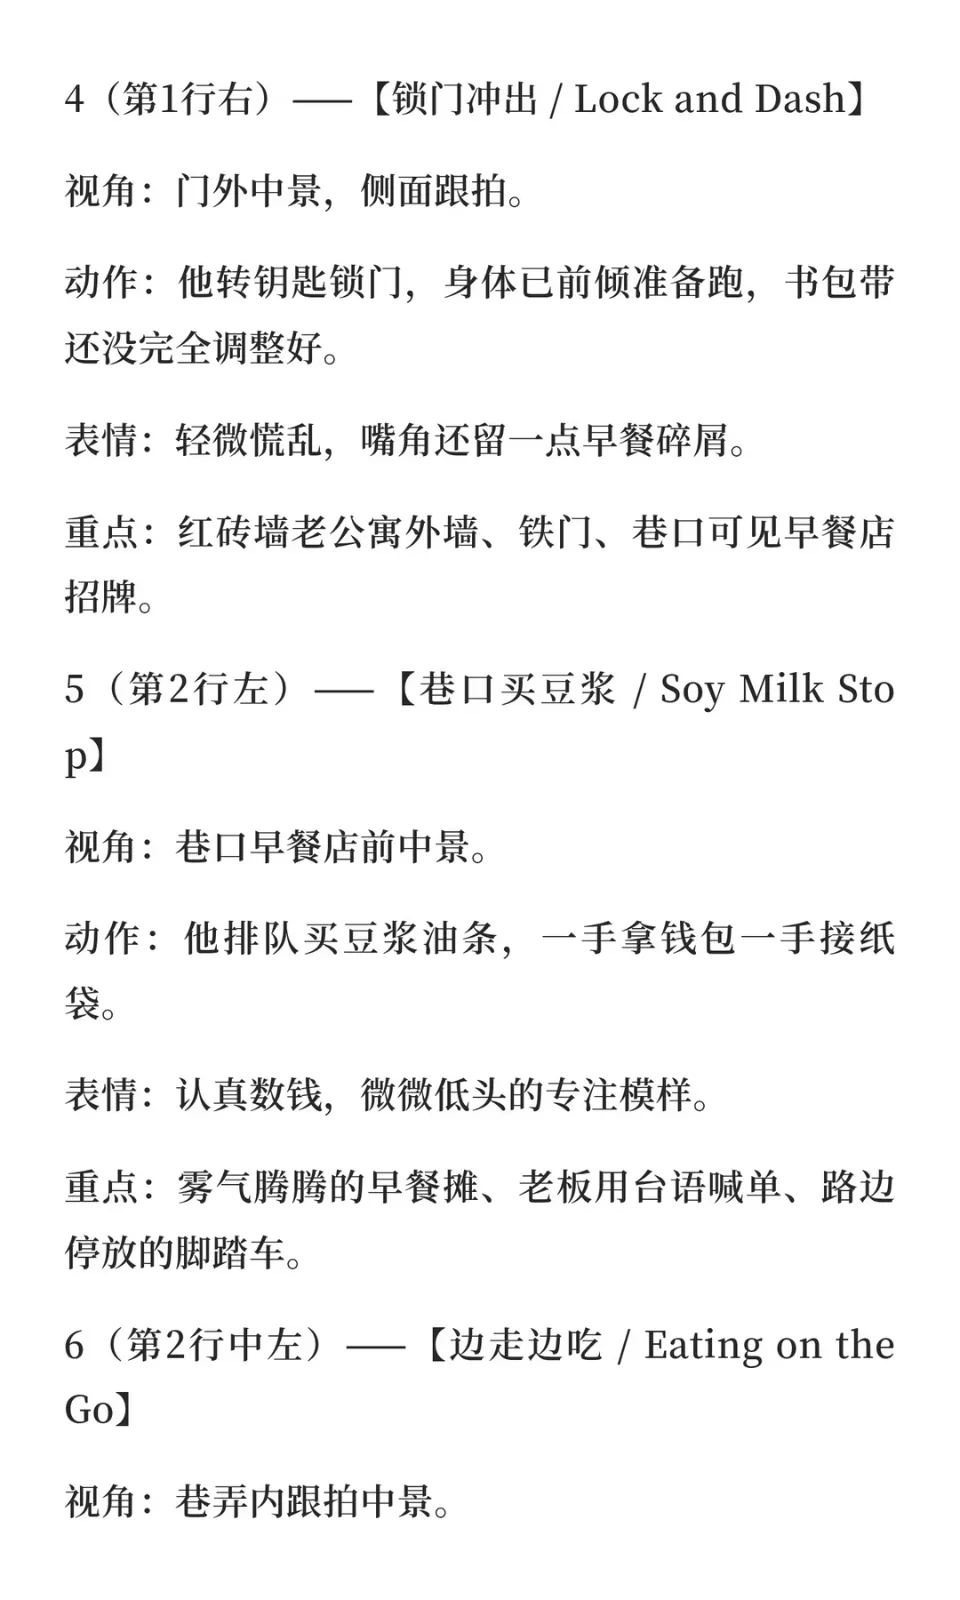 4（第1行右）——【锁门冲出 / Lock and Dash】
视角：门外中景，侧面跟拍。
动作：他转钥匙锁门，身体已前倾准备跑，书包带
还没完全调整好。
表情：轻微慌乱，嘴角还留一点早餐碎屑。
重点：红砖墙老公寓外墙、铁门、巷口可见早餐店
招牌。
5（第2行左）——【巷口买豆浆 / Soy Milk Sto
p】
视角：巷口早餐店前中景。
动作：他排队买豆浆油条，一手拿钱包一手接纸
袋。
表情：认真数钱，微微低头的专注模样。
重点：雾气腾腾的早餐摊、老板用台语喊单、路边
停放的脚踏车。
6（第2行中左）——【边走边吃 / Eating on the
Go】
视角：巷弄内跟拍中景。